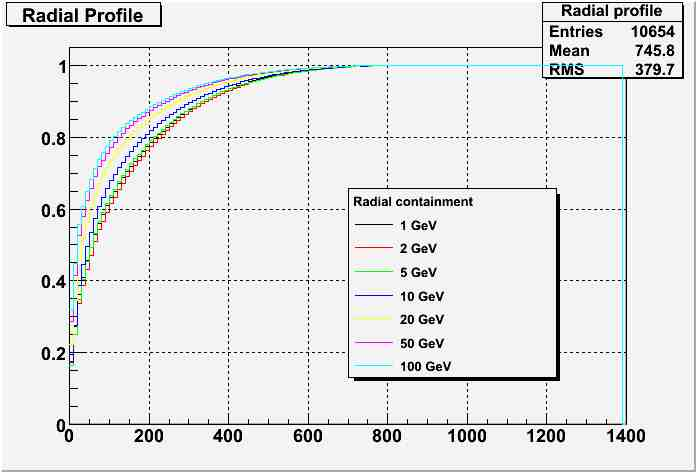 Radial Profile
Radial profile
Entries 10654
Mean 745.8
RMS 379.7
1
0.8
0.6
0.4
0.2
0
Radial containment
1 GeV
2 GeV
5 GeV
10 GeV
20 GeV
50 GeV
100 GeV
0 200 400 600 800 1000 1200 1400